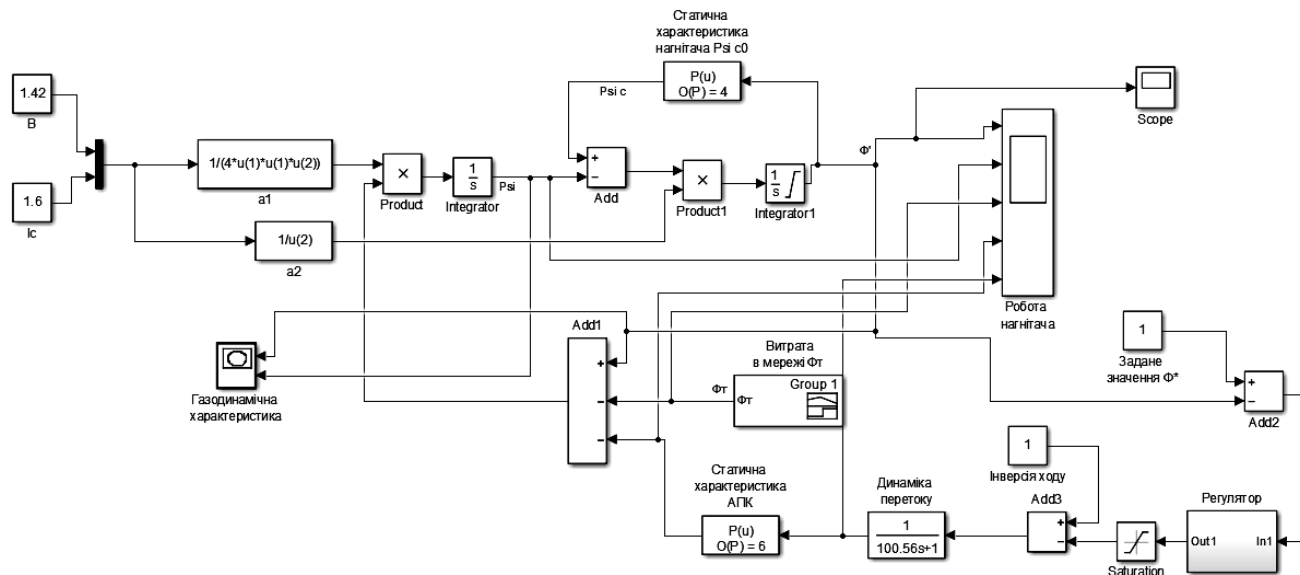 Статична
характеристика
нагнітача Psi c0
P(u)
O(P) = 4
Psi c
1.42
B
1.6
Ic
1/(4*u(1)*u(1)*u(2))
a1
1/u(2)
a2
×
Product
1
s
Integrator
Psi
+
−
Add
×
Product1
1
s
Integrator1
Ф'
Scope
Робота
нагнітача
Газодинамічна
характеристика
Add1
+
−
−
Витрата
в мережі Фт
Group 1
Фт
Фт
1
Задане
значення Ф*
+
−
Add2
Статична
характеристика
АПК
P(u)
O(P) = 6
Динаміка
перетоку
1
100.56s+1
1
Інверсія ходу
Add3
+
−
Saturation
Регулятор
Out1
In1